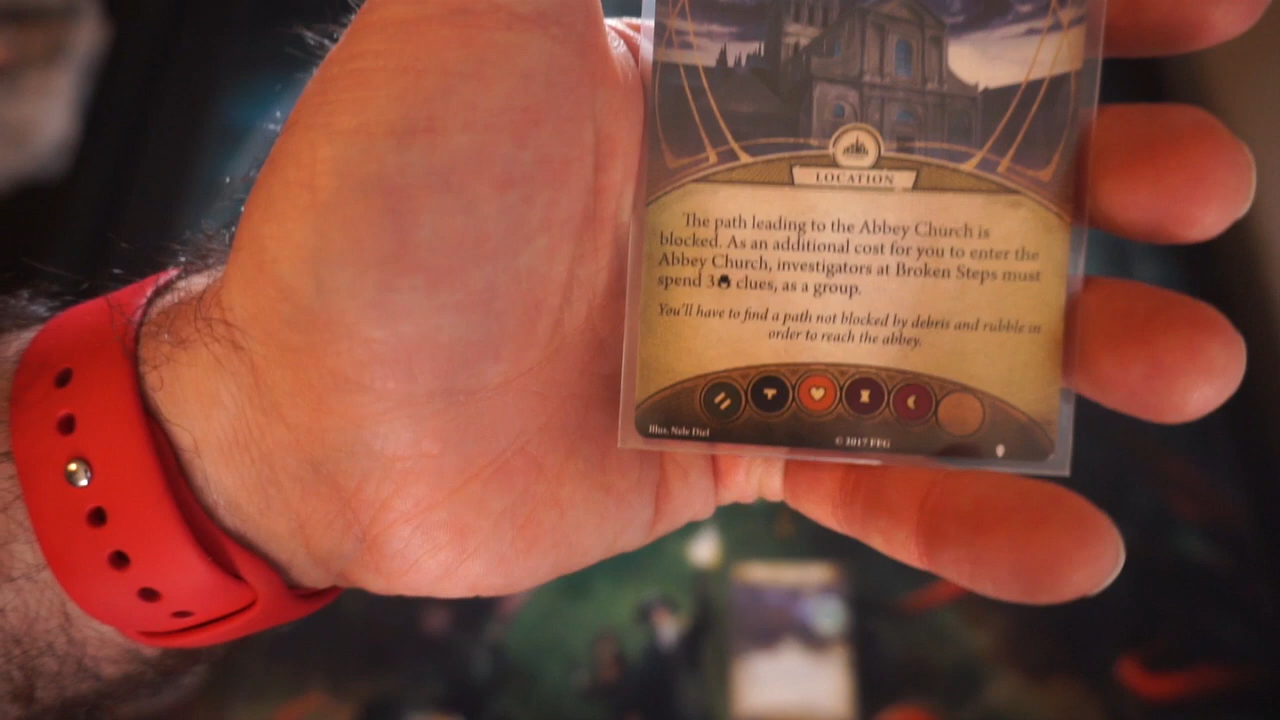 LOCATION
The path leading to the Abbey Church is
blocked. As an additional cost for you to enter the
Abbey Church, investigators at Broken Steps must
spend 3 clues, as a group.
You'll have to find a path not blocked by debris and rubble in
order to reach the abbey.
Illus. Nele Diel
© 2017 FFG